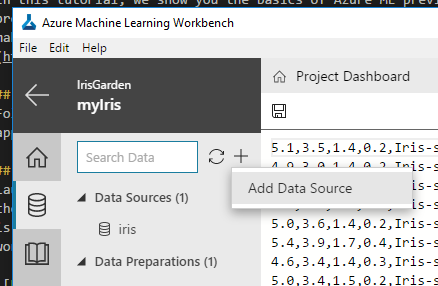 in this tutorial, we show you the basics of Azure ML previ
Azure Machine Learning Workbench
File Edit Help
IrisGarden
myIris
Project Dashboard
Search Data
Add Data Source
Data Sources (1)
iris
Data Preparations (1)
5.1,3.5,1.4,0.2,Iris-s
4.9,3.0,1.4,0.2,Iris-s
5.0,3.6,1.4,0.2,Iris-s
5.4,3.9,1.7,0.4,Iris-s
4.6,3.4,1.4,0.3,Iris-s
5.0,3.4,1.5,0.2,Iris-s